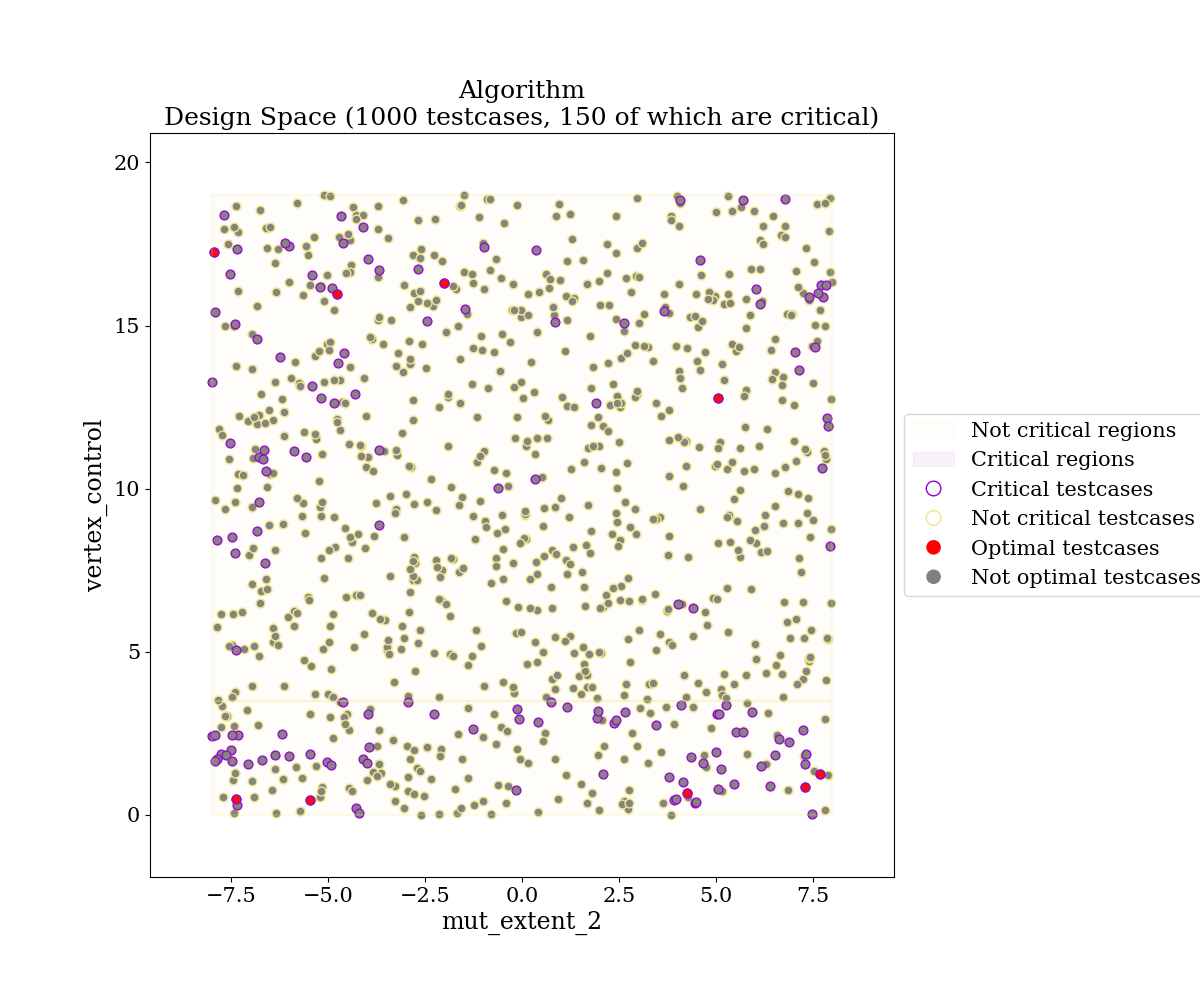 Algorithm
Design Space (1000 testcases, 150 of which are critical)
20
15
10
5
0
vertex_control
−7.5 −5.0 −2.5 0.0 2.5 5.0 7.5
mut_extent_2
Not critical regions
Critical regions
Critical testcases
Not critical testcases
Optimal testcases
Not optimal testcases